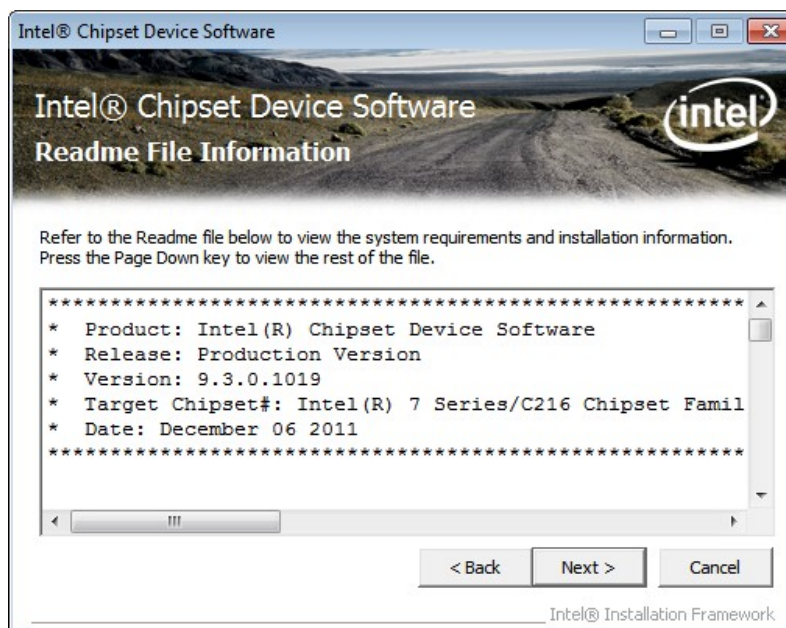 Intel® Chipset Device Software
Intel® Chipset Device Software
intel
Readme File Information
Refer to the Readme file below to view the system requirements and installation information.
Press the Page Down key to view the rest of the file.
*********************************************************
* Product: Intel(R) Chipset Device Software
* Release: Production Version
* Version: 9.3.0.1019
* Target Chipset#: Intel(R) 7 Series/C216 Chipset Famil
* Date: December 06 2011
*********************************************************
< Back Next > Cancel
Intel® Installation Framework